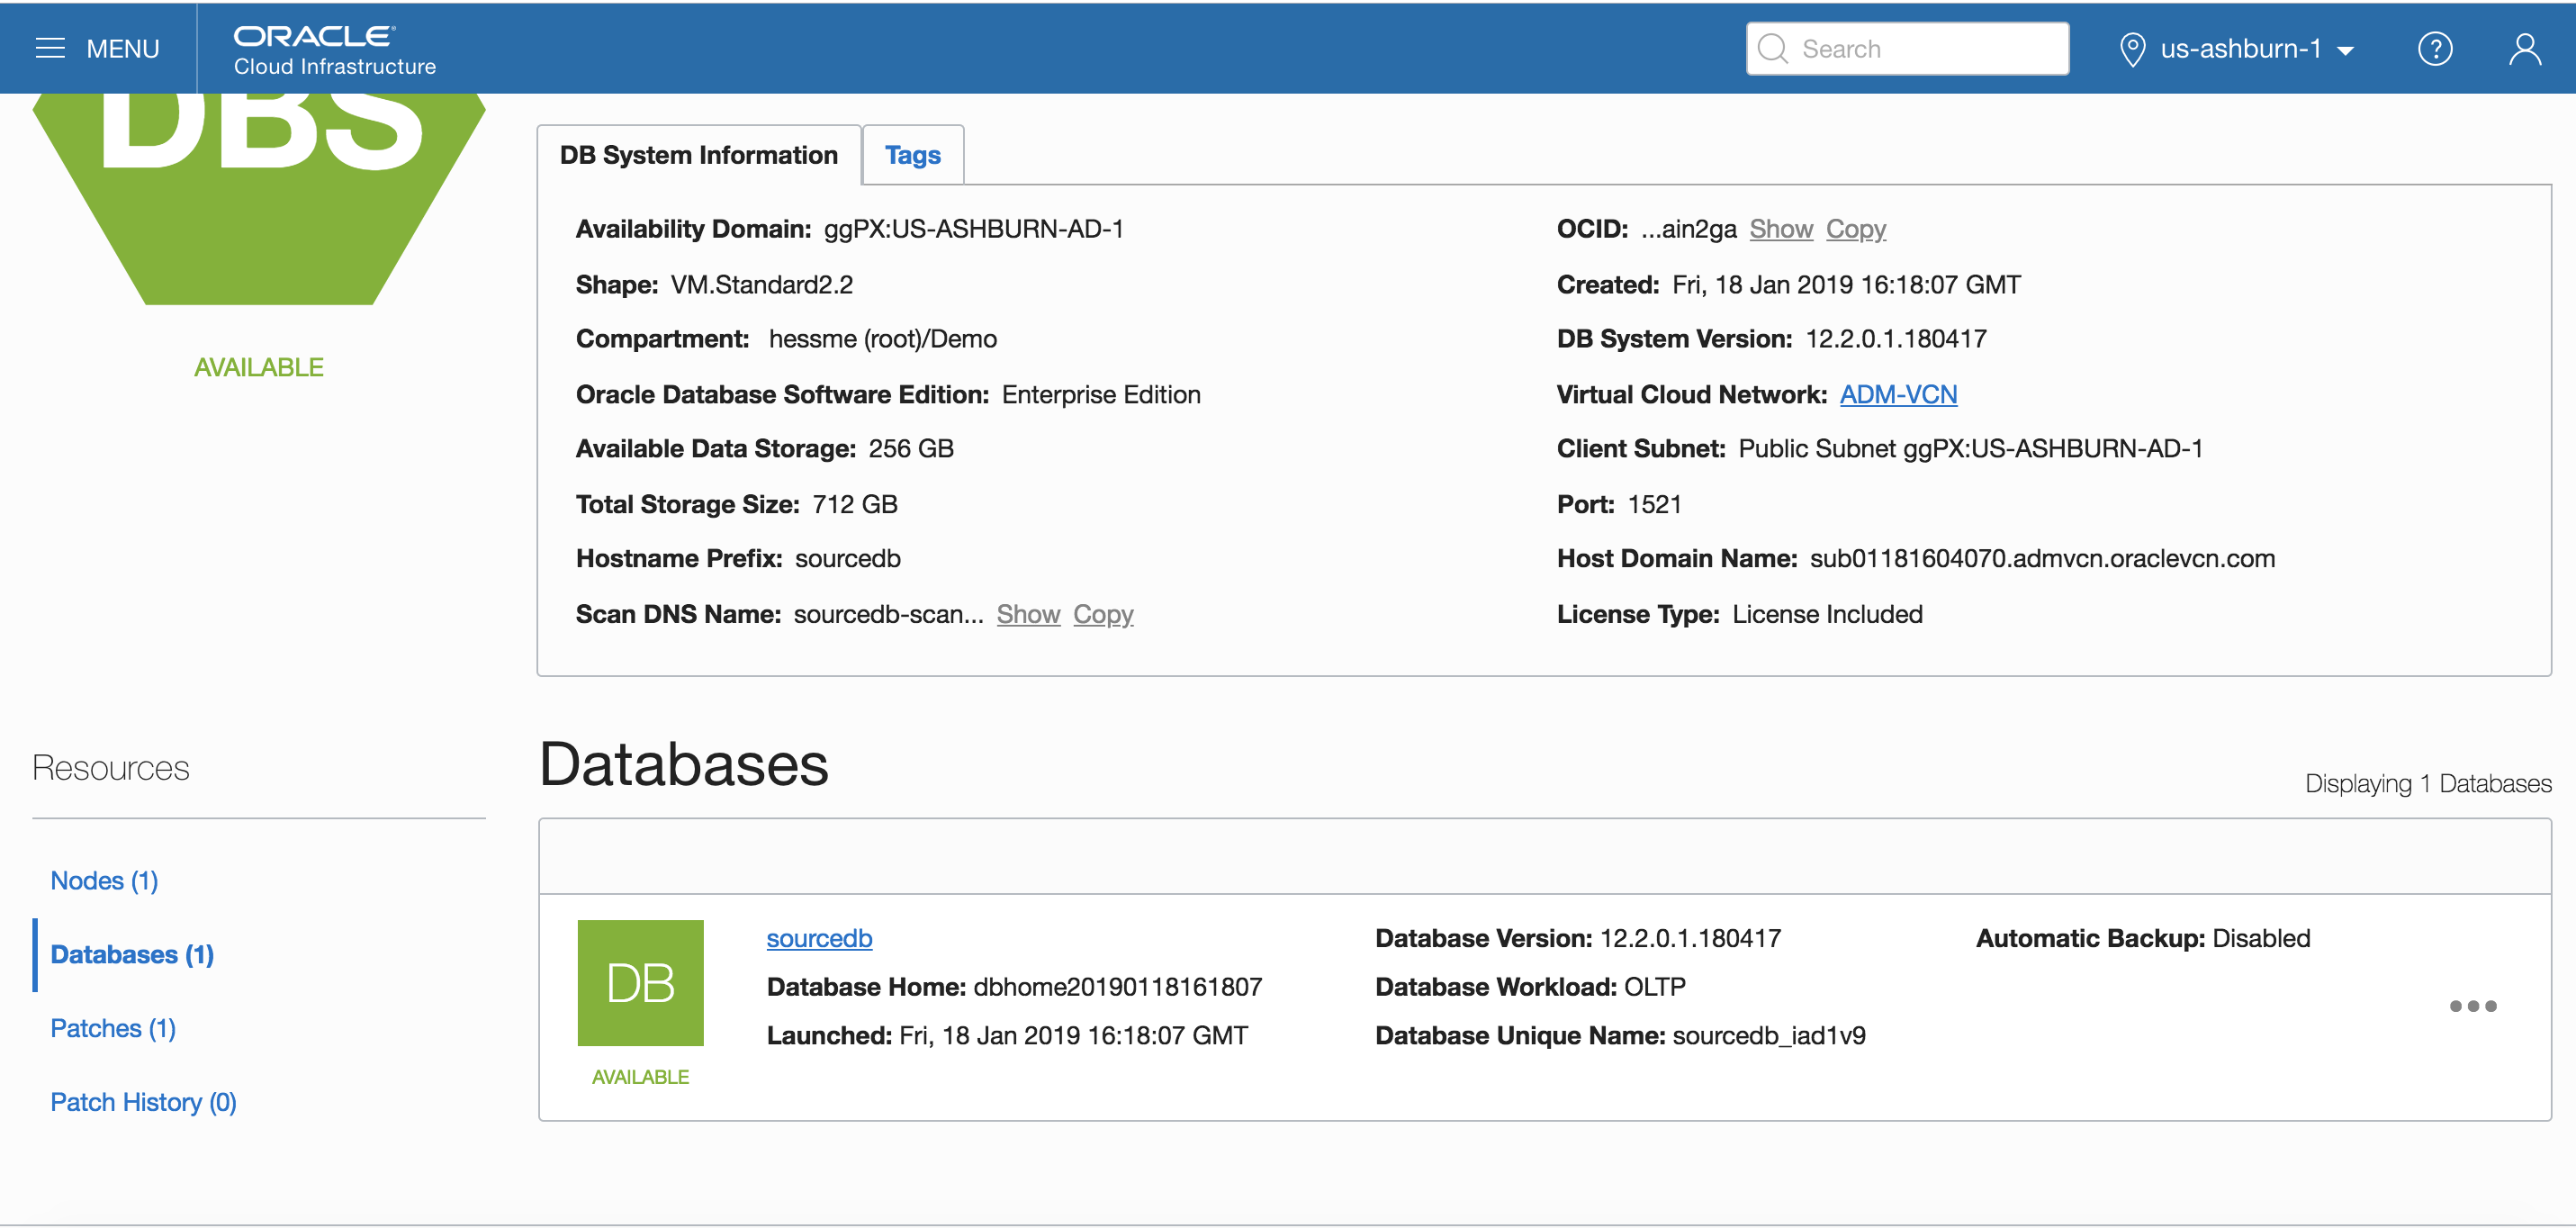 MENU
ORACLE
Cloud Infrastructure
Search
us-ashburn-1
?
DBS
AVAILABLE
DB System Information
Tags
Availability Domain: ggPX:US-ASHBURN-AD-1
Shape: VM.Standard2.2
Compartment: hessme (root)/Demo
Oracle Database Software Edition: Enterprise Edition
Available Data Storage: 256 GB
Total Storage Size: 712 GB
Hostname Prefix: sourcedb
Scan DNS Name: sourcedb-scan... Show Copy
OCID: ...ain2ga Show Copy
Created: Fri, 18 Jan 2019 16:18:07 GMT
DB System Version: 12.2.0.1.180417
Virtual Cloud Network: ADM-VCN
Client Subnet: Public Subnet ggPX:US-ASHBURN-AD-1
Port: 1521
Host Domain Name: sub01181604070.admvcn.oraclevcn.com
License Type: License Included
Resources
Nodes (1)
Databases (1)
Patches (1)
Patch History (0)
Databases
Displaying 1 Databases
DB
AVAILABLE
sourcedb
Database Home: dbhome20190118161807
Launched: Fri, 18 Jan 2019 16:18:07 GMT
Database Version: 12.2.0.1.180417
Database Workload: OLTP
Database Unique Name: sourcedb_iad1v9
Automatic Backup: Disabled